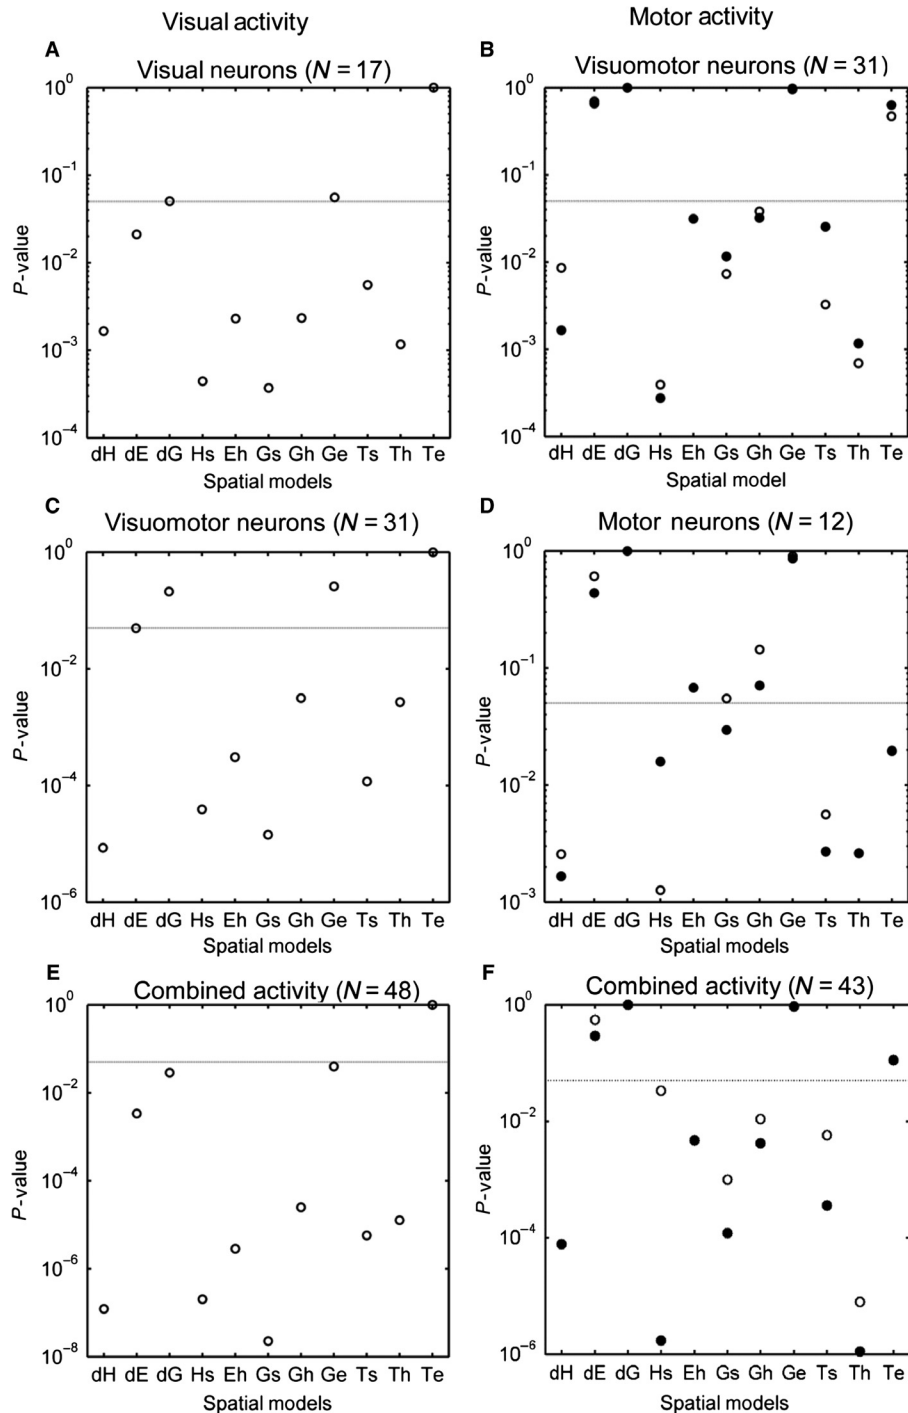 Visual activity
Motor activity
A
Visual neurons (N = 17)
P-value
10^0
10^-1
10^-2
10^-3
10^-4
dH dE dG Hs Eh Gs Gh Ge Ts Th Te
Spatial models
B
Visuomotor neurons (N = 31)
P-value
10^0
10^-1
10^-2
10^-3
10^-4
dH dE dG Hs Eh Gs Gh Ge Ts Th Te
Spatial model
C
Visuomotor neurons (N = 31)
P-value
10^0
10^-2
10^-4
10^-6
dH dE dG Hs Eh Gs Gh Ge Ts Th Te
Spatial models
D
Motor neurons (N = 12)
P-value
10^0
10^-1
10^-2
10^-3
dH dE dG Hs Eh Gs Gh Ge Ts Th Te
Spatial models
E
Combined activity (N = 48)
P-value
10^0
10^-2
10^-4
10^-6
10^-8
dH dE dG Hs Eh Gs Gh Ge Ts Th Te
Spatial models
F
Combined activity (N = 43)
P-value
10^0
10^-2
10^-4
10^-6
dH dE dG Hs Eh Gs Gh Ge Ts Th Te
Spatial models